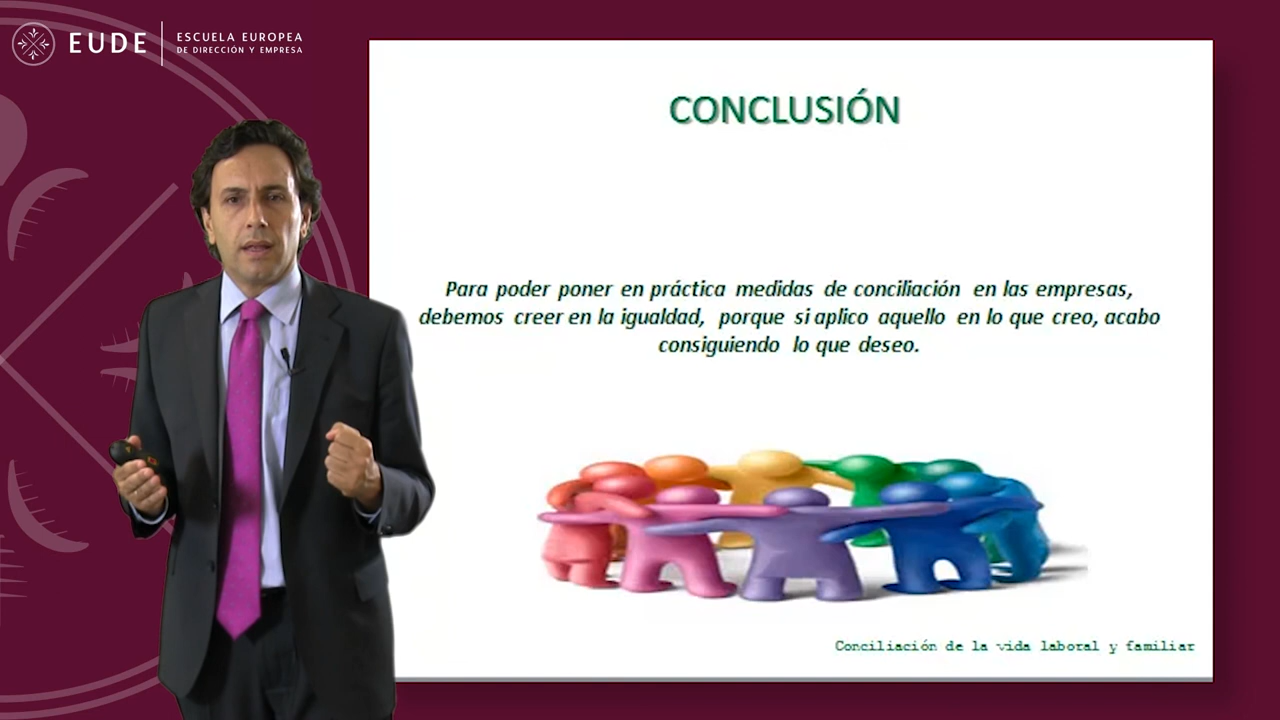 EUDE
ESCUELA EUROPEA
DE DIRECCIÓN Y EMPRESA
CONCLUSIÓN
Para poder poner en práctica medidas de conciliación en las empresas,
debemos creer en la igualdad, porque si aplico aquello en lo que creo, acabo
consiguiendo lo que deseo.
Conciliación de la vida laboral y familiar